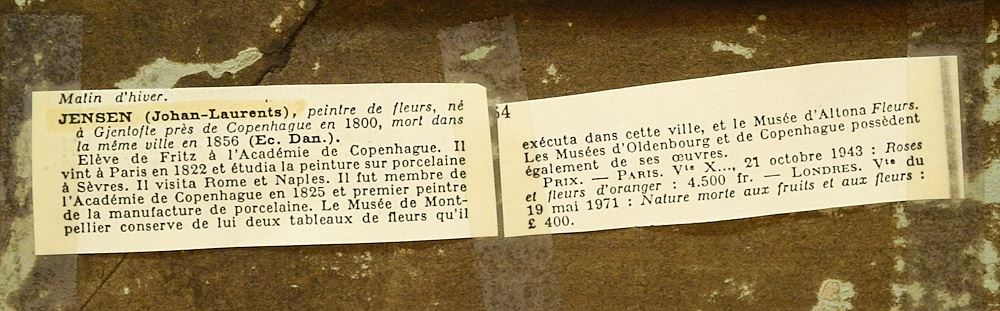 Matin d'hiver.
JENSEN (Johan-Laurents), peintre de fleurs, né
à Gjentofte près de Copenhague en 1800, mort dans
la même ville en 1856 (Ec. Dan.).
Elève de Fritz à l'Académie de Copenhague. Il
vint à Paris en 1822 et étudia la peinture sur porcelaine
à Sèvres. Il visita Rome et Naples. Il fut membre de
l'Académie de Copenhague en 1825 et premier peintre
de la manufacture de porcelaine. Le Musée de Mont-
pellier conserve de lui deux tableaux de fleurs qu'il
64
exécuta dans cette ville, et le Musée d'Altona Fleurs.
Les Musées d'Oldenbourg et de Copenhague possèdent
également de ses œuvres.
PRIX. — PARIS. Vte X..., 21 octobre 1943 : Roses
et fleurs d'oranger : 4.500 fr. — LONDRES. Vte du
19 mai 1971 : Nature morte aux fruits et aux fleurs :
£ 400.